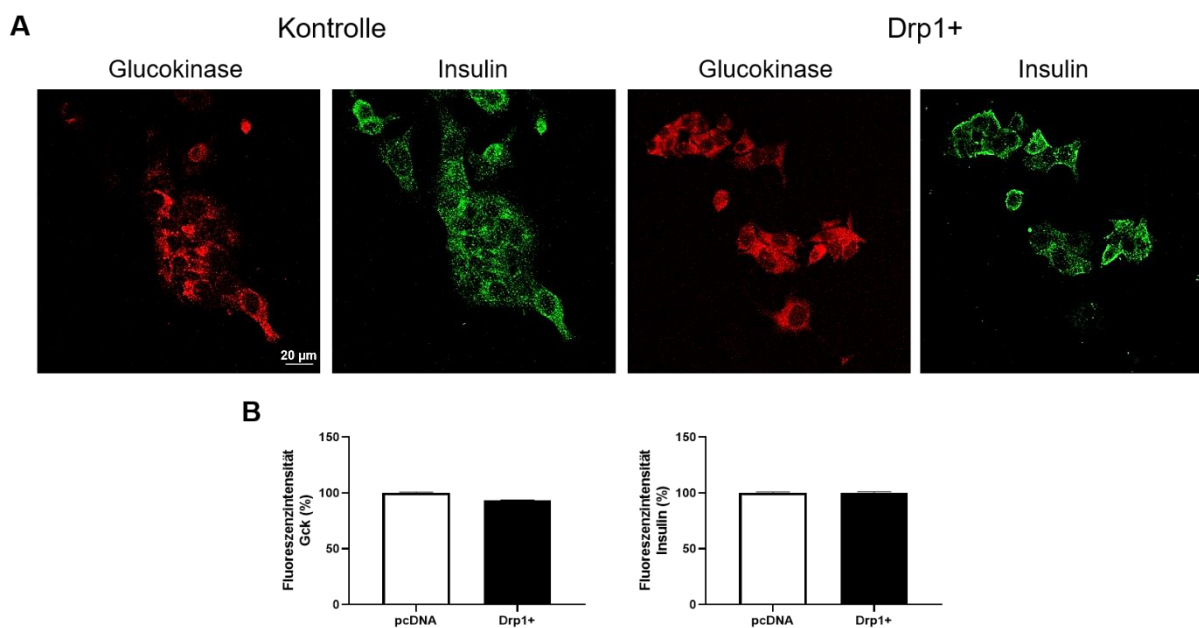 A
Kontrolle
Drp1+
Glucokinase
Insulin
Glucokinase
Insulin
20 µm
B
Fluoreszenzintensität
Gck (%)
150
100
50
0
pcDNA
Drp1+
Fluoreszenzintensität
Insulin (%)
150
100
50
0
pcDNA
Drp1+